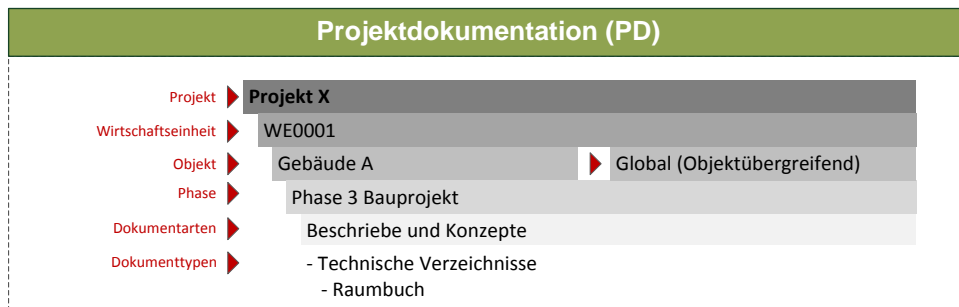 Projektdokumentation (PD)
Projekt Projekt X
Wirtschaftseinheit WE0001
Objekt Gebäude A Global (Objektübergreifend)
Phase Phase 3 Bauprojekt
Dokumentarten Beschriebe und Konzepte
Dokumenttypen - Technische Verzeichnisse
- Raumbuch